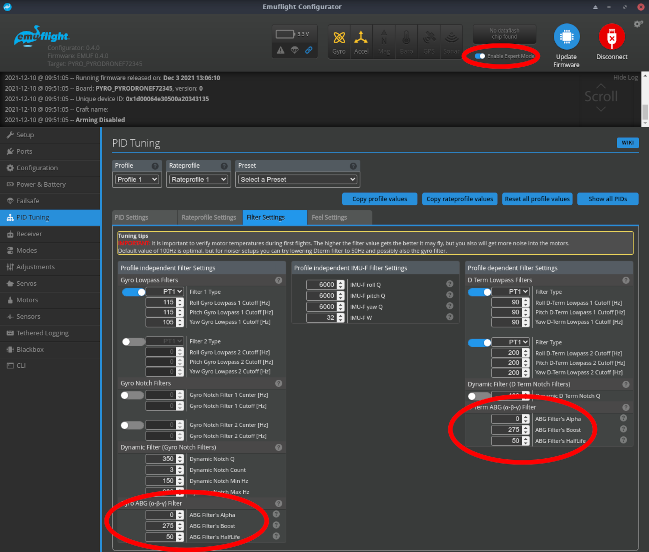 Emuflight Configurator
emuflight
Configurator: 0.4.0
Firmware: EMUF 0.4.0
Target: PYRO_PYRODRONEF7
5.3 V
Gyro
Accel
No dataflash
chip found
Enable Expert Mode
Update
Firmware
Disconnect
2021-12-10 @ 09:51:05 -- Running firmware released on: Dec 3 2021 13:06:10
2021-12-10 @ 09:51:05 -- Board: PYRO_PYRODRONEF72345, version: 0
2021-12-10 @ 09:51:05 -- Unique device ID: 0x1d00064e30500a20343135
2021-12-10 @ 09:51:05 -- Craft name:
2021-12-10 @ 09:51:05 -- Arming Disabled
Hide Log
Scroll
Setup
Ports
Configuration
Power & Battery
Failsafe
PID Tuning
Receiver
Modes
Adjustments
Servos
Motors
Sensors
Tethered Logging
Blackbox
CLI
PID Tuning
WIKI
Profile
Rateprofile
Preset
Profile 1
Rateprofile 1
Select a Preset
Copy profile values
Copy rateprofile values
Reset all profile values
Show all PIDs
PID Settings
Rateprofile Settings
Filter Settings
Feel Settings
Tuning tips
It is important to verify motor temperatures during first flights. The higher the filter value gets the better it may fly, but you also will get more noise into the motors.
Default value of 100Hz is optimal, but for noiser setups you can try lowering Dterm filter to 50Hz and possibly also the gyro filter.
Profile independent Filter Settings
Gyro Lowpass Filters
PT1 Filter 1 Type
115 Roll Gyro Lowpass 1 Cutoff [Hz]
115 Pitch Gyro Lowpass 1 Cutoff [Hz]
105 Yaw Gyro Lowpass 1 Cutoff [Hz]
PT1 Filter 2 Type
0 Roll Gyro Lowpass 2 Cutoff [Hz]
0 Pitch Gyro Lowpass 2 Cutoff [Hz]
0 Yaw Gyro Lowpass 2 Cutoff [Hz]
Gyro Notch Filters
0 Gyro Notch Filter 1 Center [Hz]
0 Gyro Notch Filter 1 Cutoff [Hz]
0 Gyro Notch Filter 2 Center [Hz]
0 Gyro Notch Filter 2 Cutoff [Hz]
Dynamic Filter (Gyro Notch Filters)
350 Dynamic Notch Q
3 Dynamic Notch Count
150 Dynamic Notch Min Hz
Dynamic Notch Max Hz
Gyro ABG (α-β-γ) Filter
0 ABG Filter's Alpha
275 ABG Filter's Boost
50 ABG Filter's HalfLife
Profile independent IMU-F Filter Settings
6000 IMU-F roll Q
6000 IMU-F pitch Q
6000 IMU-F yaw Q
32 IMU-F W
Profile dependent Filter Settings
D Term Lowpass Filters
PT1 Filter Type
90 Roll D-Term Lowpass 1 Cutoff [Hz]
90 Pitch D-Term Lowpass 1 Cutoff [Hz]
90 Yaw D-Term Lowpass 1 Cutoff [Hz]
PT1 Filter Type
200 Roll D-Term Lowpass 2 Cutoff [Hz]
200 Pitch D-Term Lowpass 2 Cutoff [Hz]
200 Yaw D-Term Lowpass 2 Cutoff [Hz]
Dynamic Filter (D Term Notch Filters)
Dynamic D Term Notch Q
D-Term ABG (α-β-γ) Filter
0 ABG Filter's Alpha
275 ABG Filter's Boost
50 ABG Filter's HalfLife